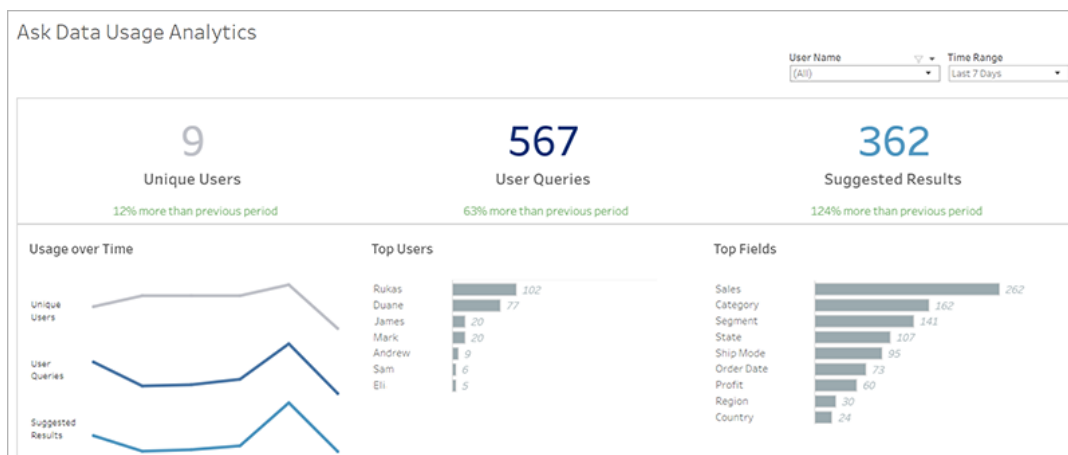 Ask Data Usage Analytics
User Name
Time Range
(All)
Last 7 Days
9
567
362
Unique Users
User Queries
Suggested Results
12% more than previous period
63% more than previous period
124% more than previous period
Usage over Time
Unique
Users
User
Queries
Suggested
Results
Top Users
Rukas 102
Duane 77
James 20
Mark 20
Andrew 9
Sam 6
Eli 5
Top Fields
Sales 262
Category 162
Segment 141
State 107
Ship Mode 95
Order Date 73
Profit 60
Region 30
Country 24